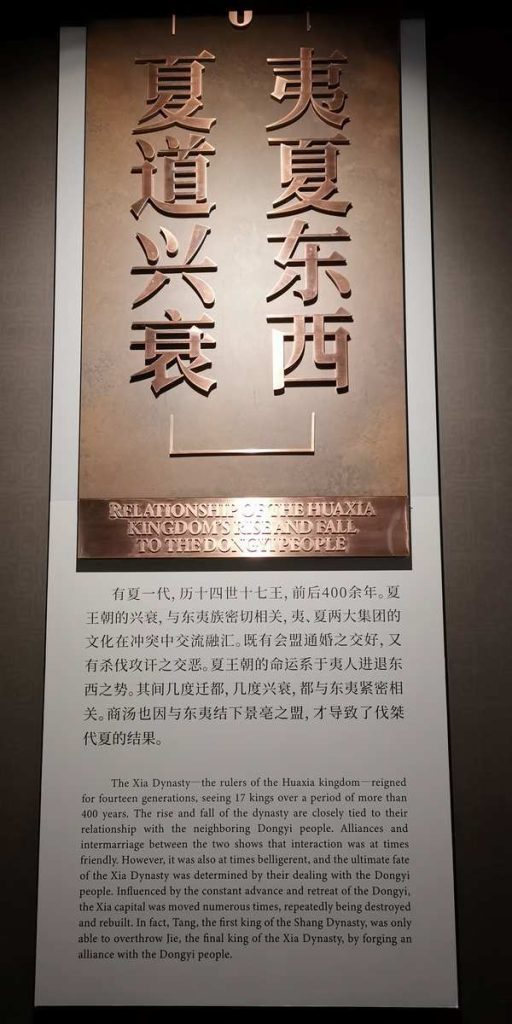 夷夏东西
夏道兴衰
RELATIONSHIP OF THE HUAXIA
KINGDOM'S RISE AND FALL
TO THE DONGYI PEOPLE
有夏一代，历十四世十七王，前后400余年。夏
王朝的兴衰，与东夷族密切相关，夷、夏两大集团的
文化在冲突中交流融汇。既有会盟通婚之交好，又
有杀伐攻讦之交恶。夏王朝的命运系于夷人进退东
西之势。其间几度迁都，几度兴衰，都与东夷紧密相
关。商汤也因与东夷结下景亳之盟，才导致了伐桀
代夏的结果。
The Xia Dynasty—the rulers of the Huaxia kingdom—reigned
for fourteen generations, seeing 17 kings over a period of more than
400 years. The rise and fall of the dynasty are closely tied to their
relationship with the neighboring Dongyi people. Alliances and
intermarriage between the two shows that interaction was at times
friendly. However, it was also at times belligerent, and the ultimate fate
of the Xia Dynasty was determined by their dealing with the Dongyi
people. Influenced by the constant advance and retreat of the Dongyi,
the Xia capital was moved numerous times, repeatedly being destroyed
and rebuilt. In fact, Tang, the first king of the Shang Dynasty, was only
able to overthrow Jie, the final king of the Xia Dynasty, by forging an
alliance with the Dongyi people.